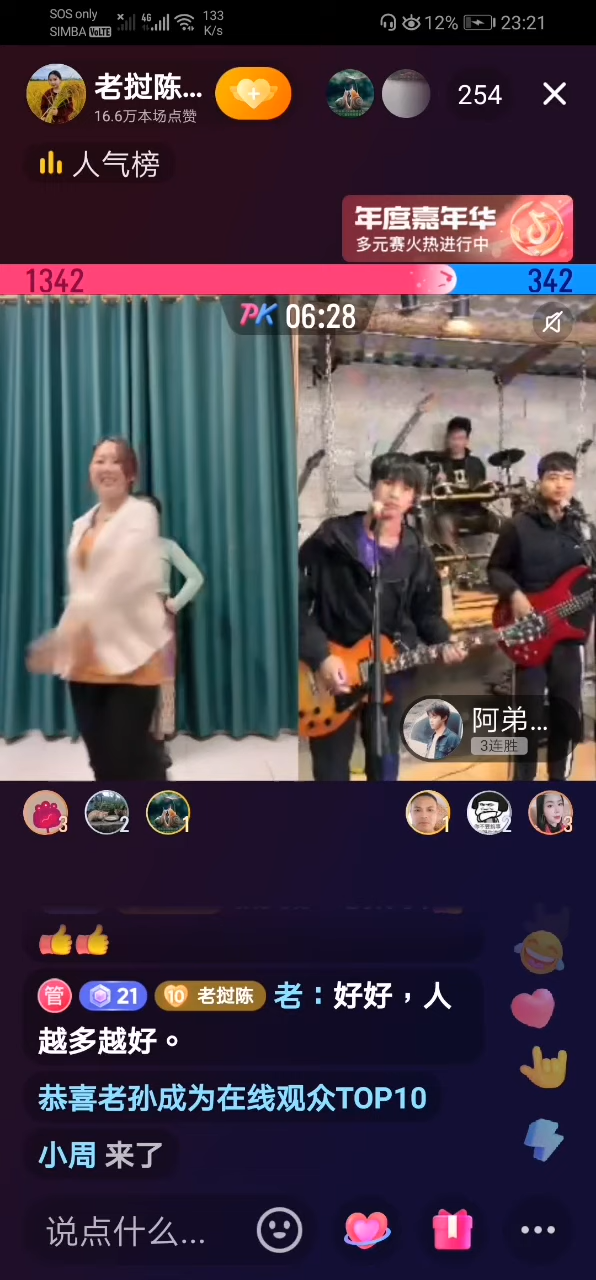 SOS only
SIMBA VoLTE
4G
133
K/s
12%
23:21
老挝陈...
16.6万本场点赞
254
人气榜
年度嘉年华
多元赛火热进行中
1342
342
PK 06:28
阿弟...
3连胜
3
2
1
1
2
3
管 21 10 老挝陈 老：好好，人
越多越好。
恭喜老孙成为在线观众TOP10
小周 来了
说点什么...